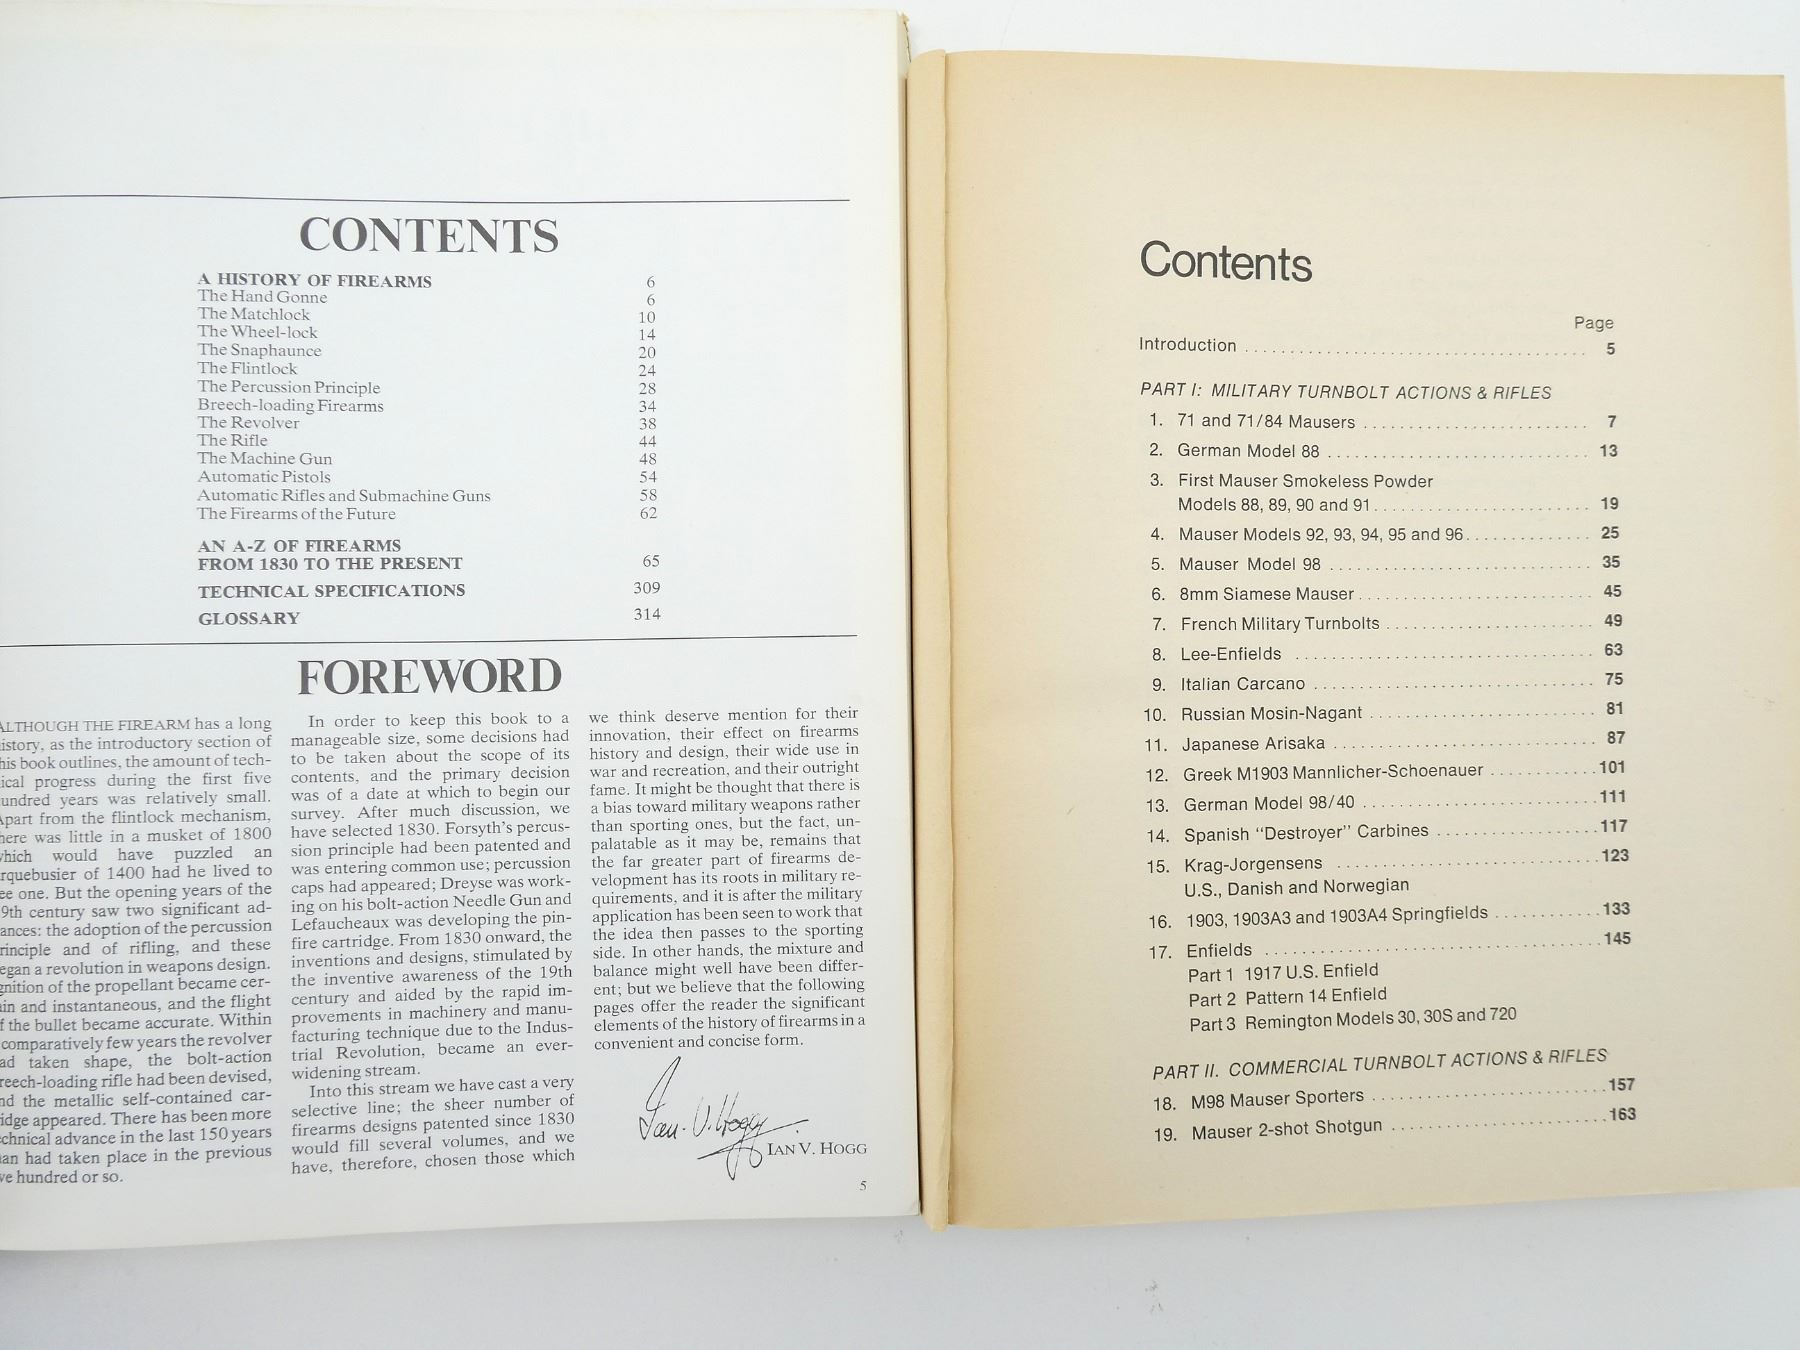 CONTENTS
A HISTORY OF FIREARMS 6
The Hand Gonne 6
The Matchlock 10
The Wheel-lock 14
The Snaphaunce 20
The Flintlock 24
The Percussion Principle 28
Breech-loading Firearms 34
The Revolver 38
The Rifle 44
The Machine Gun 48
Automatic Pistols 54
Automatic Rifles and Submachine Guns 58
The Firearms of the Future 62
AN A-Z OF FIREARMS
FROM 1830 TO THE PRESENT 65
TECHNICAL SPECIFICATIONS 309
GLOSSARY 314
FOREWORD
ALTHOUGH THE FIREARM has a long
istory, as the introductory section of
his book outlines, the amount of tech-
ical progress during the first five
undred years was relatively small.
part from the flintlock mechanism,
here was little in a musket of 1800
hich would have puzzled an
rquebusier of 1400 had he lived to
ee one. But the opening years of the
9th century saw two significant ad-
ances: the adoption of the percussion
rinciple and of rifling, and these
egan a revolution in weapons design.
gnition of the propellant became cer-
ain and instantaneous, and the flight
f the bullet became accurate. Within
comparatively few years the revolver
ad taken shape, the bolt-action
reech-loading rifle had been devised,
nd the metallic self-contained car-
idge appeared. There has been more
chnical advance in the last 150 years
an had taken place in the previous
ve hundred or so.
In order to keep this book to a
manageable size, some decisions had
to be taken about the scope of its
contents, and the primary decision
was of a date at which to begin our
survey. After much discussion, we
have selected 1830. Forsyth's percus-
sion principle had been patented and
was entering common use; percussion
caps had appeared; Dreyse was work-
ing on his bolt-action Needle Gun and
Lefaucheaux was developing the pin-
fire cartridge. From 1830 onward, the
inventions and designs, stimulated by
the inventive awareness of the 19th
century and aided by the rapid im-
provements in machinery and manu-
facturing technique due to the Indus-
trial Revolution, became an ever-
widening stream.
Into this stream we have cast a very
selective line; the sheer number of
firearms designs patented since 1830
would fill several volumes, and we
have, therefore, chosen those which
we think deserve mention for their
innovation, their effect on firearms
history and design, their wide use in
war and recreation, and their outright
fame. It might be thought that there is
a bias toward military weapons rather
than sporting ones, but the fact, un-
palatable as it may be, remains that
the far greater part of firearms de-
velopment has its roots in military re-
quirements, and it is after the military
application has been seen to work that
the idea then passes to the sporting
side. In other hands, the mixture and
balance might well have been differ-
ent; but we believe that the following
pages offer the reader the significant
elements of the history of firearms in a
convenient and concise form.
Ian. V. Hogg
IAN V. HOGG
5
Contents
Page
Introduction 5
PART I: MILITARY TURNBOLT ACTIONS & RIFLES
1. 71 and 71/84 Mausers 7
2. German Model 88 13
3. First Mauser Smokeless Powder
Models 88, 89, 90 and 91 19
4. Mauser Models 92, 93, 94, 95 and 96 25
5. Mauser Model 98 35
6. 8mm Siamese Mauser 45
7. French Military Turnbolts 49
8. Lee-Enfields 63
9. Italian Carcano 75
10. Russian Mosin-Nagant 81
11. Japanese Arisaka 87
12. Greek M1903 Mannlicher-Schoenauer 101
13. German Model 98/40 111
14. Spanish "Destroyer" Carbines 117
15. Krag-Jorgensens 123
U.S., Danish and Norwegian
16. 1903, 1903A3 and 1903A4 Springfields 133
17. Enfields 145
Part 1 1917 U.S. Enfield
Part 2 Pattern 14 Enfield
Part 3 Remington Models 30, 30S and 720
PART II. COMMERCIAL TURNBOLT ACTIONS & RIFLES
18. M98 Mauser Sporters 157
19. Mauser 2-shot Shotgun 163